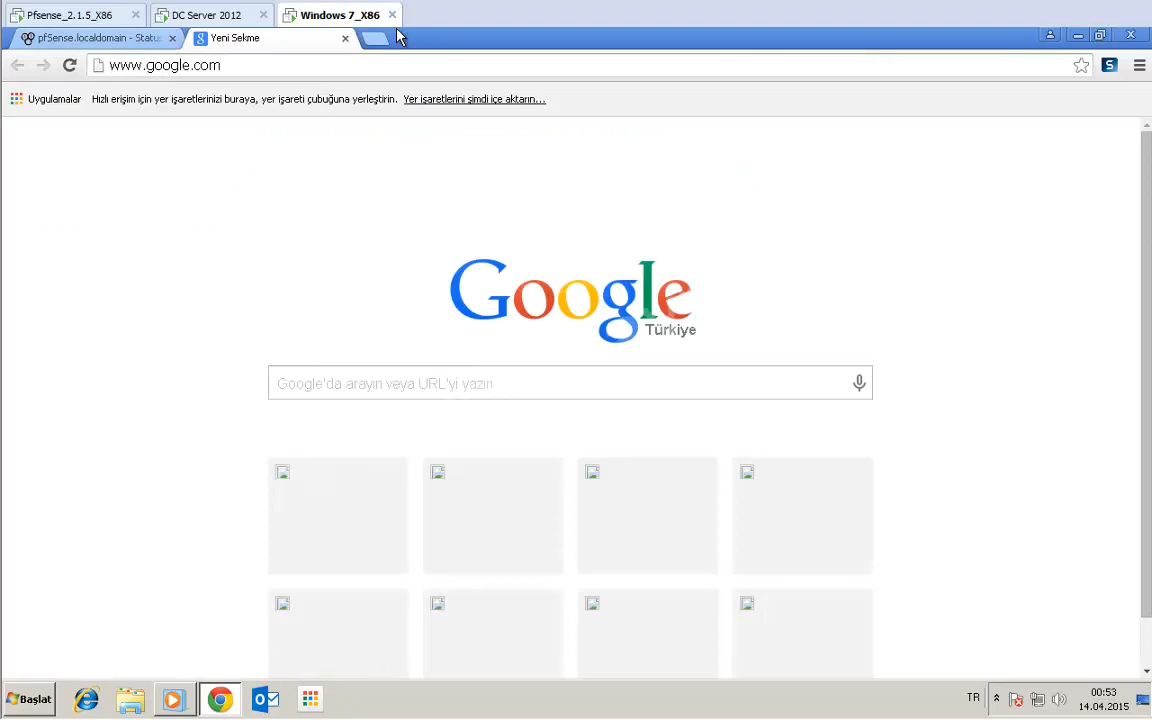 Pfsense_2.1.5_X86
DC Server 2012
Windows 7_X86
pfSense.localdomain - Status
Yeni Sekme
www.google.com
S
Uygulamalar
Hızlı erişim için yer işaretlerinizi buraya, yer işareti çubuğuna yerleştirin.
Yer işaretlerini şimdi içe aktarın...
Google
Türkiye
Google'da arayın veya URL'yi yazın
Başlat
TR
00:53
14.04.2015